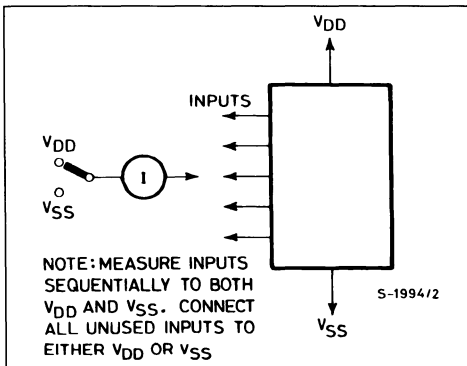 VDD
INPUTS
VDD
I
VSS
NOTE: MEASURE INPUTS
SEQUENTIALLY TO BOTH
VDD AND VSS. CONNECT
ALL UNUSED INPUTS TO
EITHER VDD OR VSS
S-1994/2
VSS